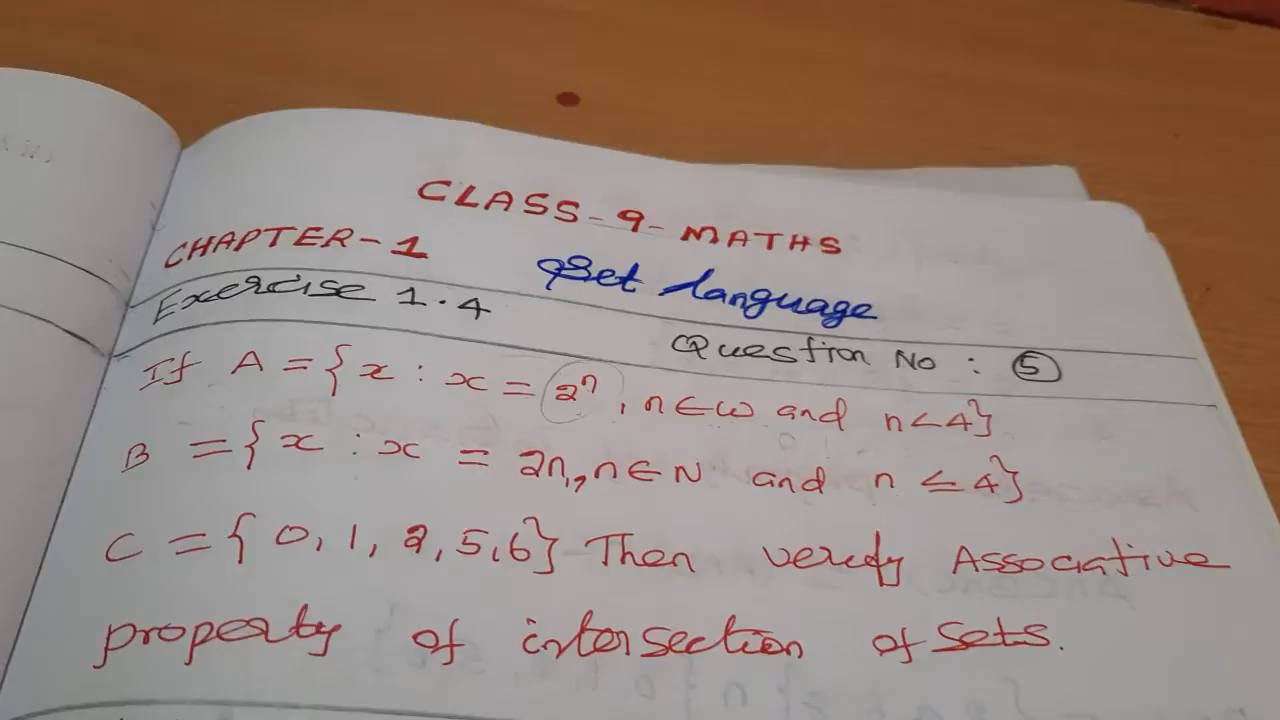 CLASS-9-MATHS
CHAPTER-1
Set language
Exercise 1.4
Question No : 5
If A = {x : x = 2ⁿ, n∈W and n<4}
B = {x : x = 2n, n∈N and n ≤4}
C = {0, 1, 2, 5, 6} Then verify Associative
property of intersection of sets.